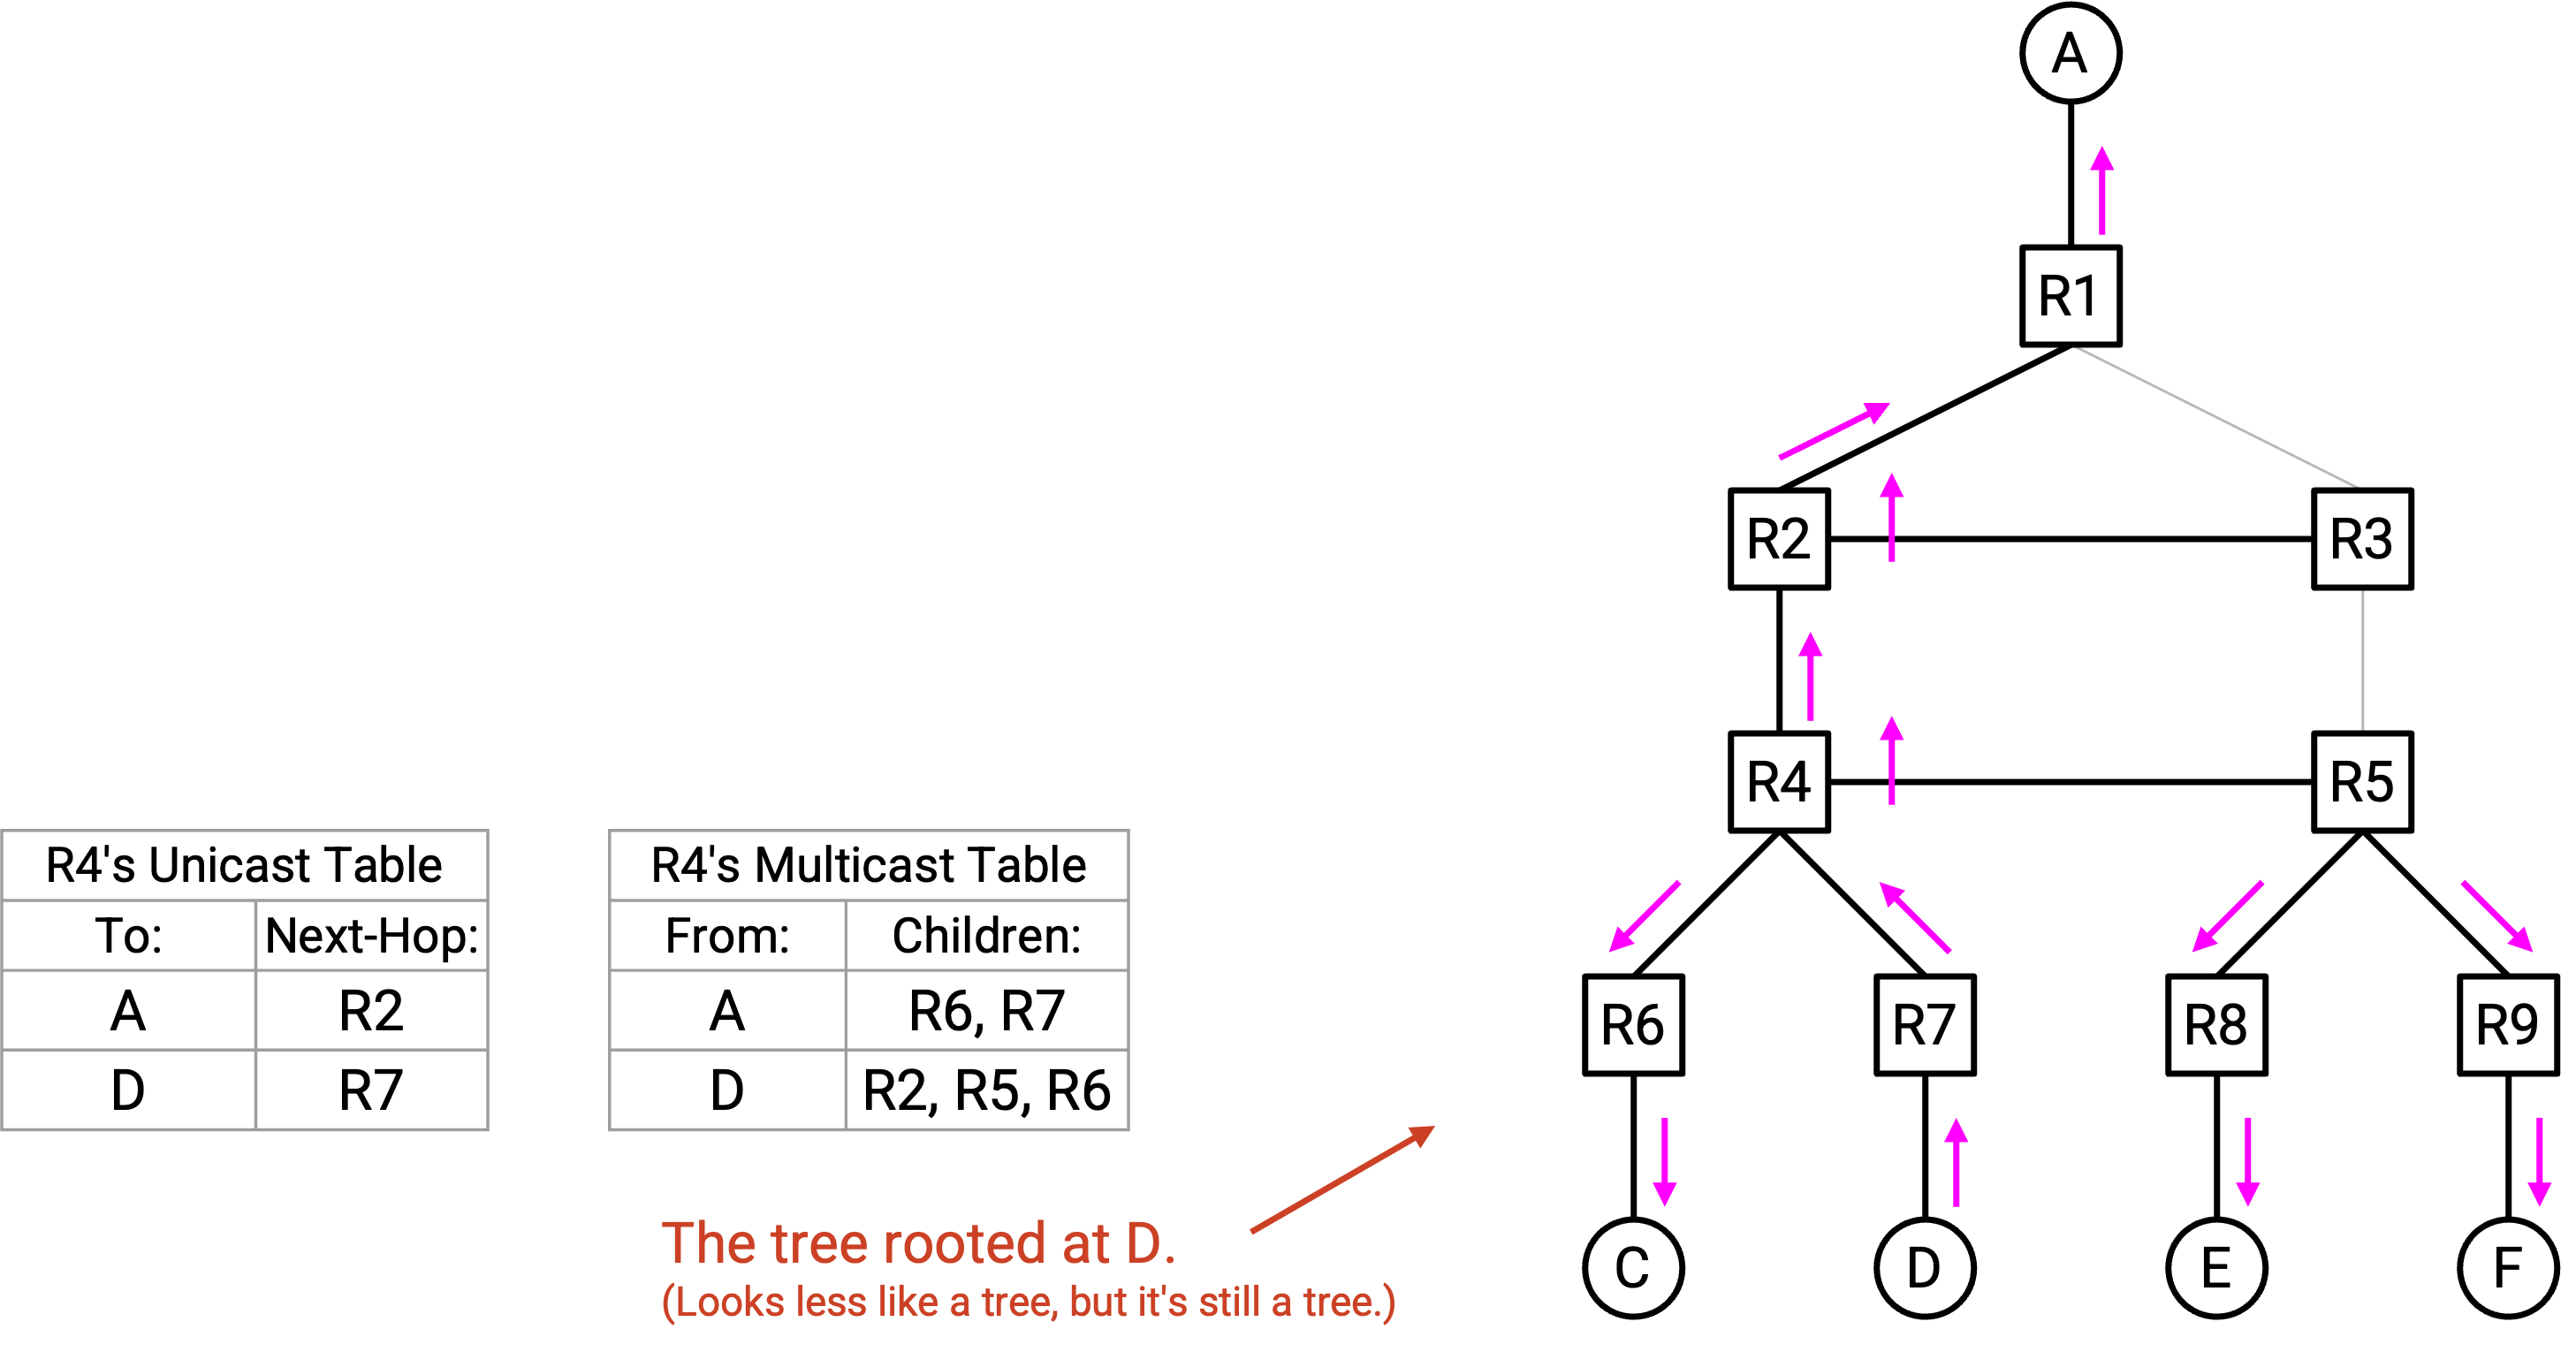 A
R1
R2
R3
R4
R5
R4's Unicast Table
To: Next-Hop:
A R2
D R7
R4's Multicast Table
From: Children:
A R6, R7
D R2, R5, R6
R6
R7
R8
R9
The tree rooted at D.
(Looks less like a tree, but it's still a tree.)
C
D
E
F